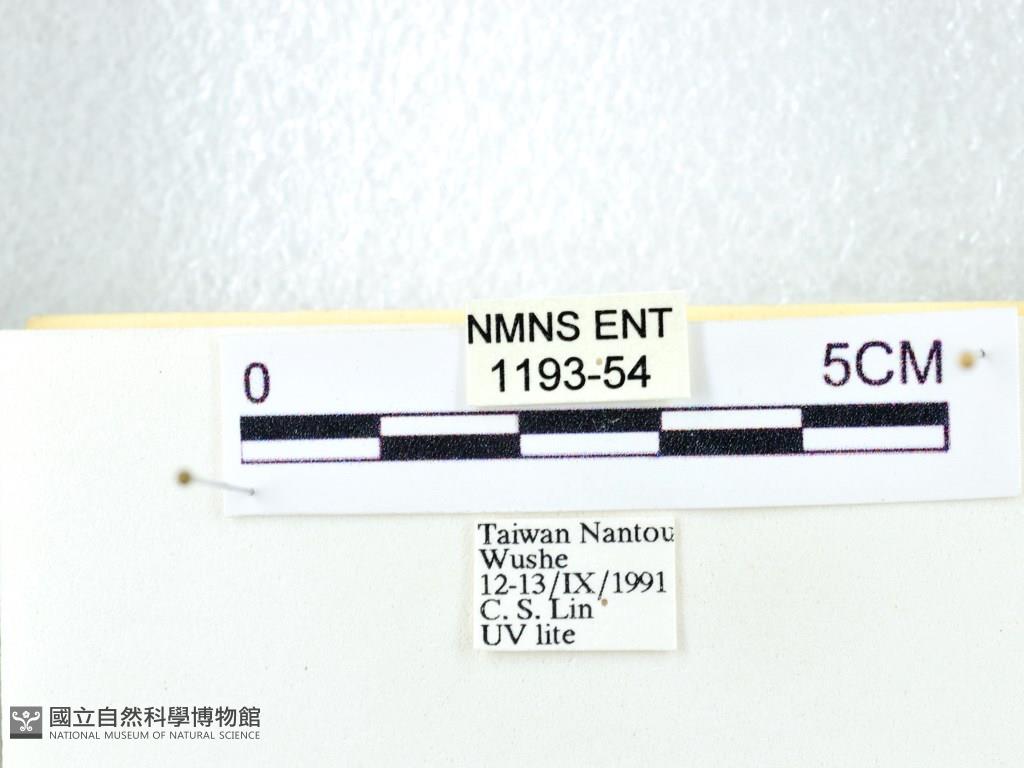 NMNS ENT
1193-54
0
5CM
Taiwan Nantou
Wushe
12-13/IX/1991
C. S. Lin
UV lite
國立自然科學博物館
NATIONAL MUSEUM OF NATURAL SCIENCE